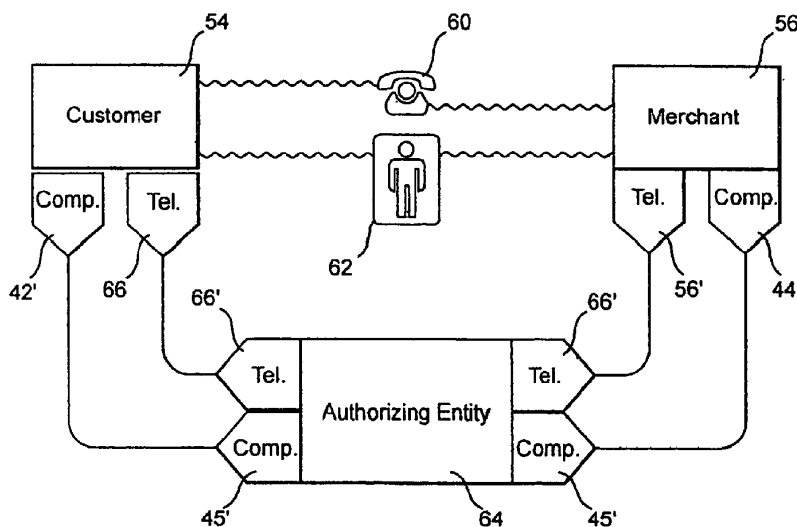 54
60
56
Customer
Merchant
Comp.
Tel.
Tel.
Comp.
42'
66
62
56'
44
66'
66'
Tel.
Tel.
Authorizing Entity
Comp.
Comp.
45'
64
45'